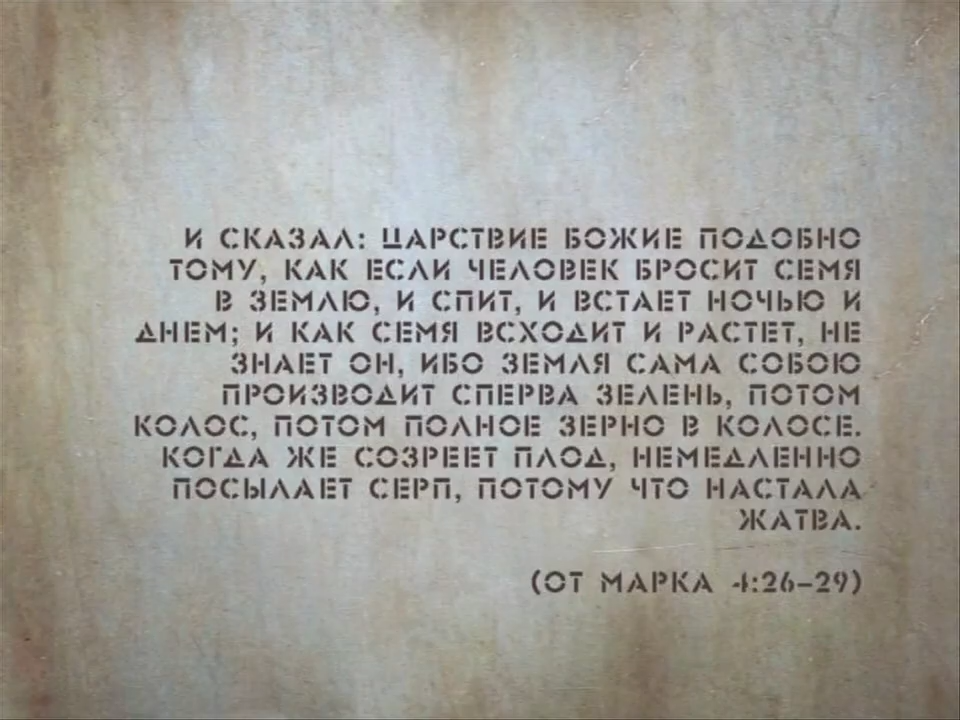 И СКАЗАЛ: ЦАРСТВИЕ БОЖИЕ ПОДОБНО
ТОМУ, КАК ЕСЛИ ЧЕЛОВЕК БРОСИТ СЕМЯ
В ЗЕМЛЮ, И СПИТ, И ВСТАЕТ НОЧЬЮ И
ДНЕМ; И КАК СЕМЯ ВСХОДИТ И РАСТЕТ, НЕ
ЗНАЕТ ОН, ИБО ЗЕМЛЯ САМА СОБОЮ
ПРОИЗВОДИТ СПЕРВА ЗЕЛЕНЬ, ПОТОМ
КОЛОС, ПОТОМ ПОЛНОЕ ЗЕРНО В КОЛОСЕ.
КОГДА ЖЕ СОЗРЕЕТ ПЛОД, НЕМЕДЛЕННО
ПОСЫЛАЕТ СЕРП, ПОТОМУ ЧТО НАСТАЛА
ЖАТВА.
(ОТ МАРКА 4:26–29)